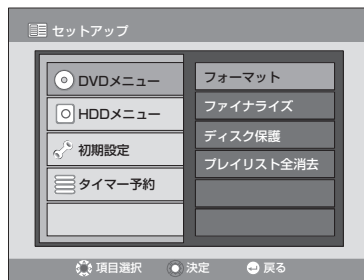 セットアップ
DVDメニュー
HDDメニュー
初期設定
タイマー予約
フォーマット
ファイナライズ
ディスク保護
プレイリスト全消去
項目選択 決定 戻る